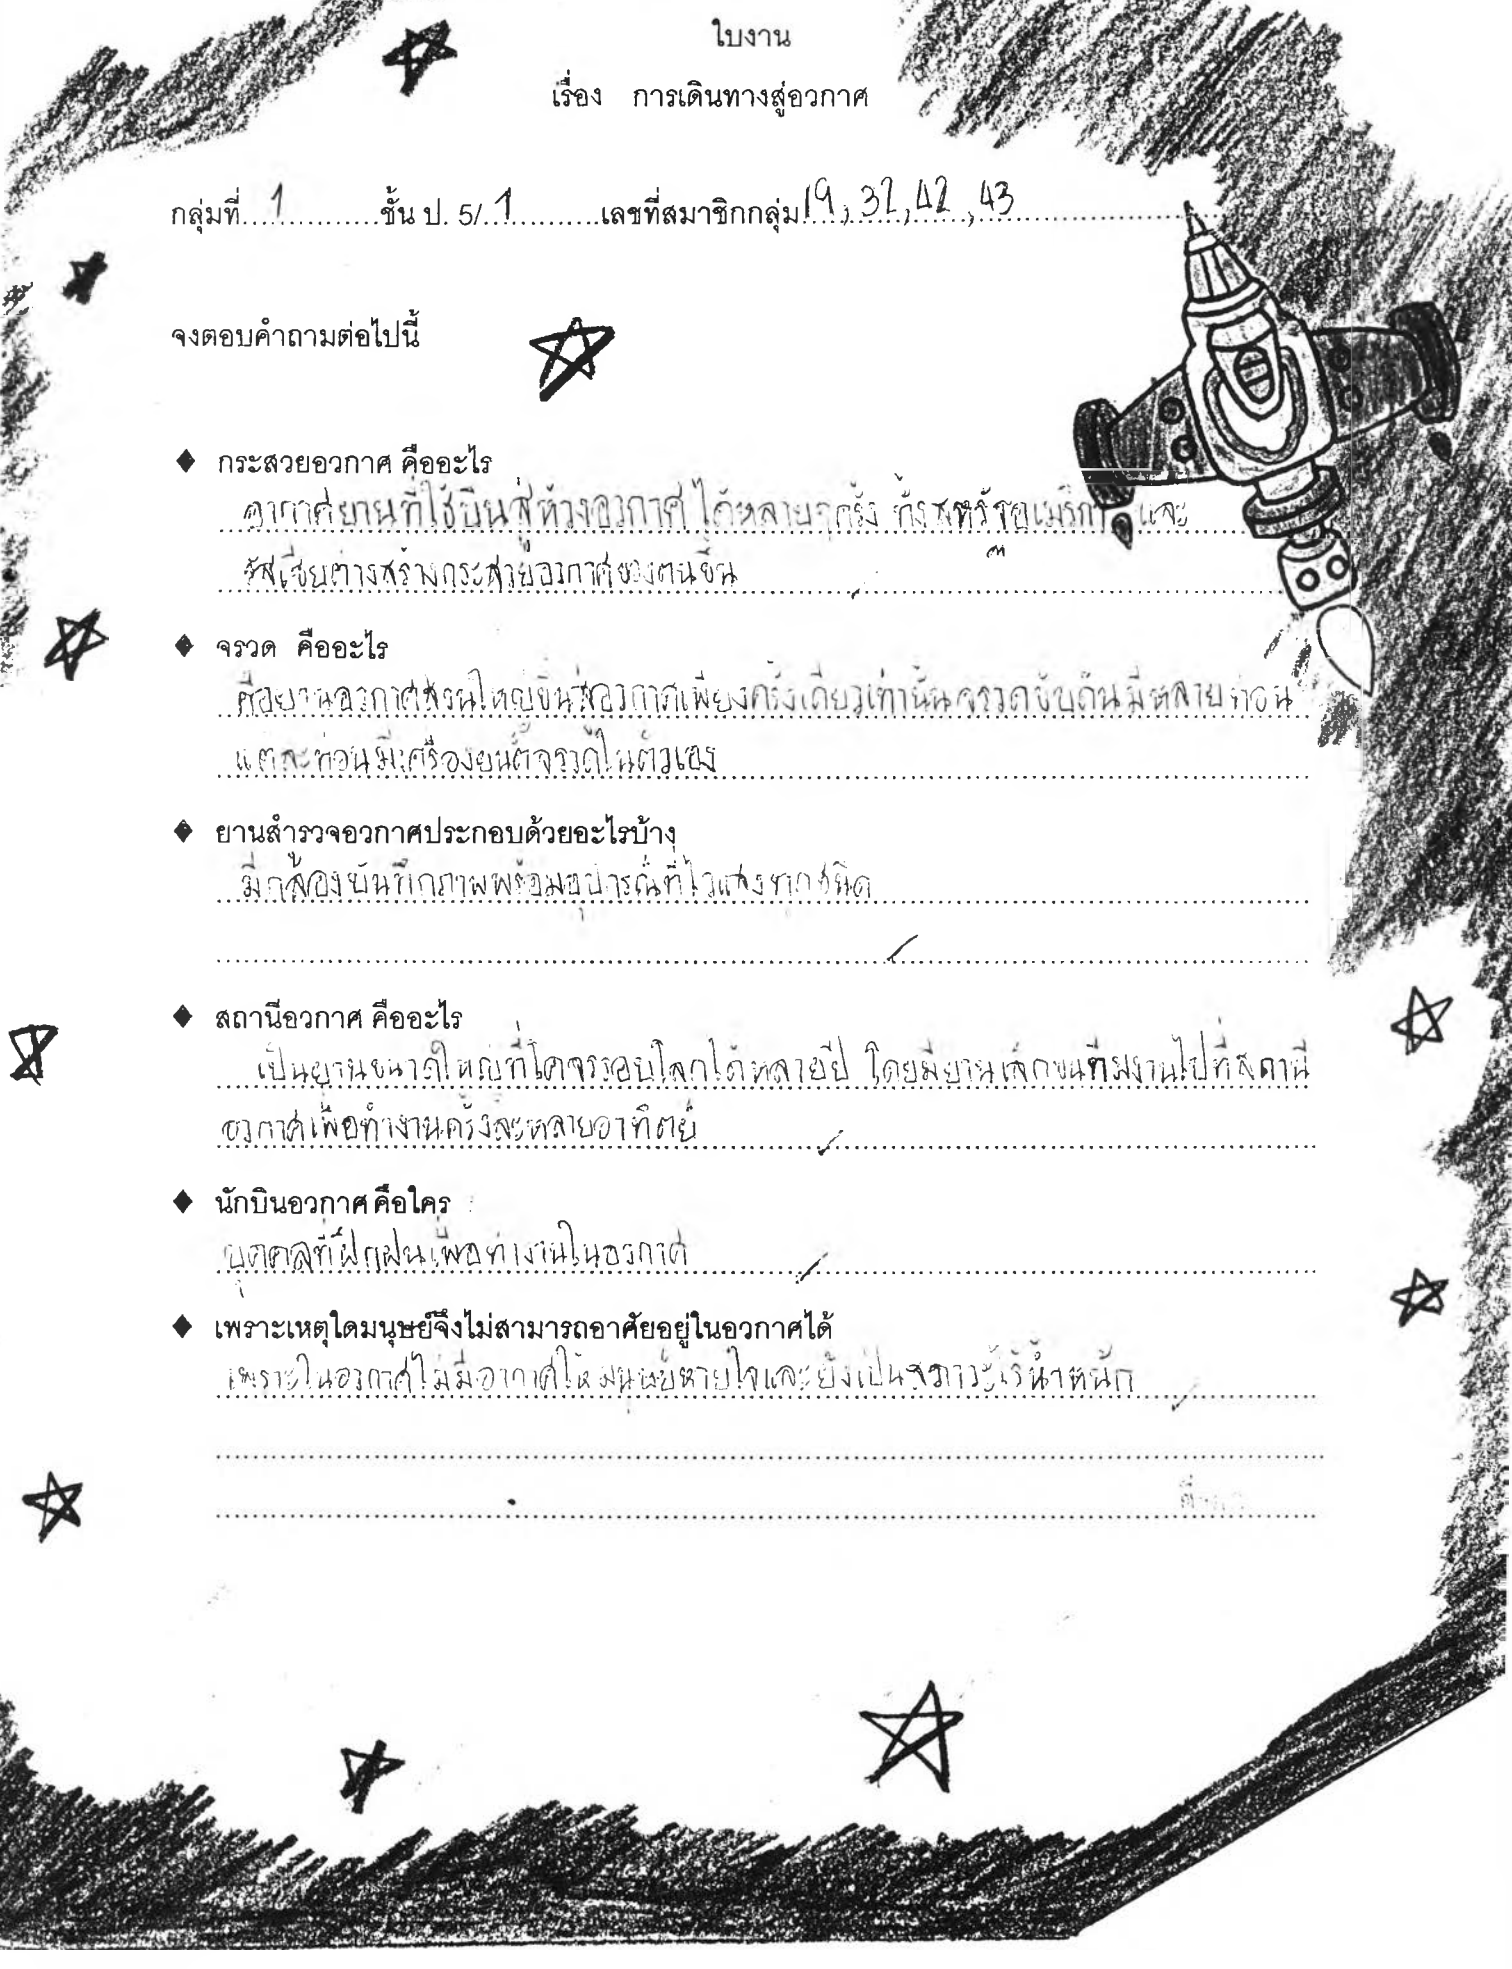 ใบงาน
เรื่อง การเดินทางสู่อวกาศ
กลุ่มที่ 1 ชั้น ป. 5/ 1 เลขที่สมาชิกกลุ่ม 19, 32, 42, 43
จงตอบคำถามต่อไปนี้
♦ กระสวยอวกาศ คืออะไร
อวกาศยานที่ใช้บินสู่ห้วงอวกาศ ได้หลายๆครั้ง ทั้งสหรัฐอเมริกา และ
รัสเซียต่างสร้างกระสวยอวกาศของตนขึ้น
♦ จรวด คืออะไร
คือยานอวกาศส่วนใหญ่ขึ้นสู่อวกาศเพียงครั้งเดียวเท่านั้นจรวดขับดันมีหลายท่อน
แต่ละท่อนมีเครื่องยนต์จรวดในตัวเอง
♦ ยานสำรวจอวกาศประกอบด้วยอะไรบ้าง
มีกล้องบันทึกภาพพร้อมอุปกรณ์ที่ไวแสงทุกชนิด
♦ สถานีอวกาศ คืออะไร
เป็นยานขนาดใหญ่ที่โคจรรอบโลกได้หลายปี โดยมียานเล็กขนทีมงานไปที่สถานี
อวกาศเพื่อทำงานครั้งละหลายอาทิตย์
♦ นักบินอวกาศ คือใคร
บุคคลที่ฝึกฝนเพื่อทำงานในอวกาศ
♦ เพราะเหตุใดมนุษย์จึงไม่สามารถอาศัยอยู่ในอวกาศได้
เพราะในอวกาศไม่มีอากาศให้มนุษย์หายใจและยังเป็นสภาวะไร้น้ำหนัก